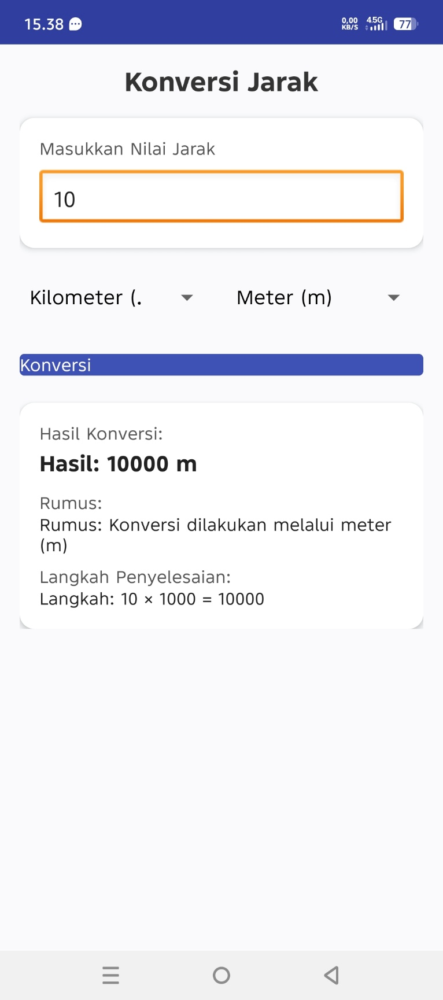 15.38
0,00
KB/S
4.5G
77
Konversi Jarak
Masukkan Nilai Jarak
10
Kilometer (.
Meter (m)
Konversi
Hasil Konversi:
Hasil: 10000 m
Rumus:
Rumus: Konversi dilakukan melalui meter
(m)
Langkah Penyelesaian:
Langkah: 10 × 1000 = 10000